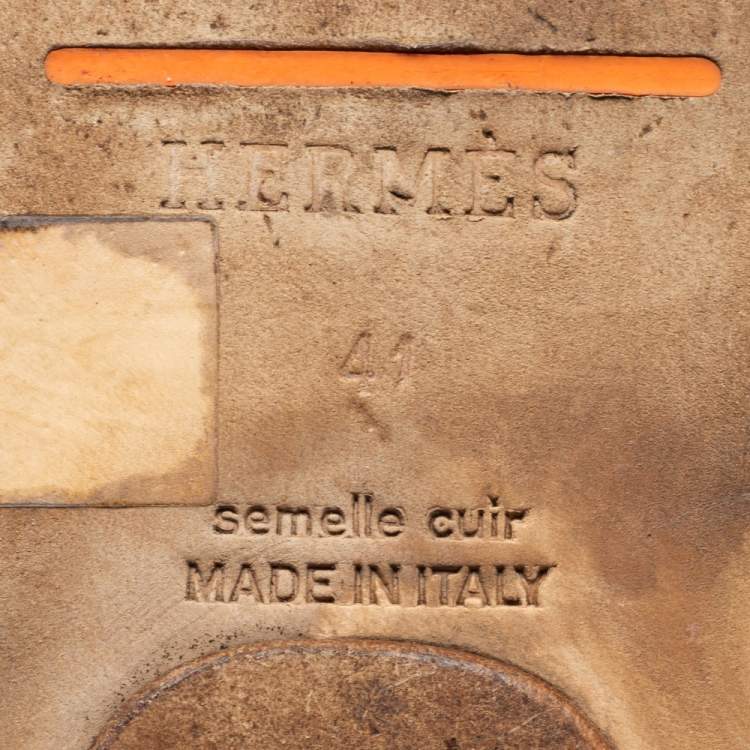 HERMÈS
41
semelle cuir
MADE IN ITALY